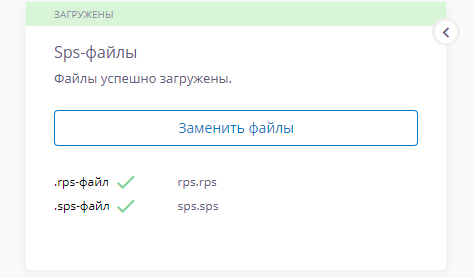 ЗАГРУЖЕНЫ
Sps-файлы
Файлы успешно загружены.
Заменить файлы
.rps-файл rps.rps
.sps-файл sps.sps